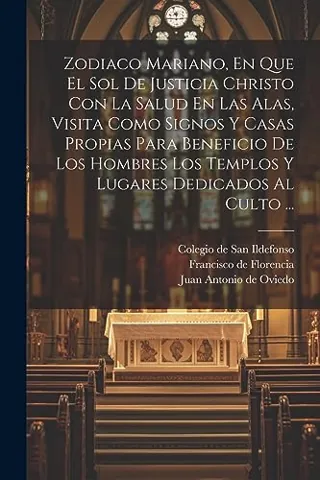 Zodiaco Mariano, En Que
El Sol De Justicia Christo
Con La Salud En Las Alas,
Visita Como Signos Y Casas
Propias Para Beneficio De
Los Hombres Los Templos Y
Lugares Dedicados Al
Culto ...
Colegio de San Ildefonso
Francisco de Florencia
Juan Antonio de Oviedo